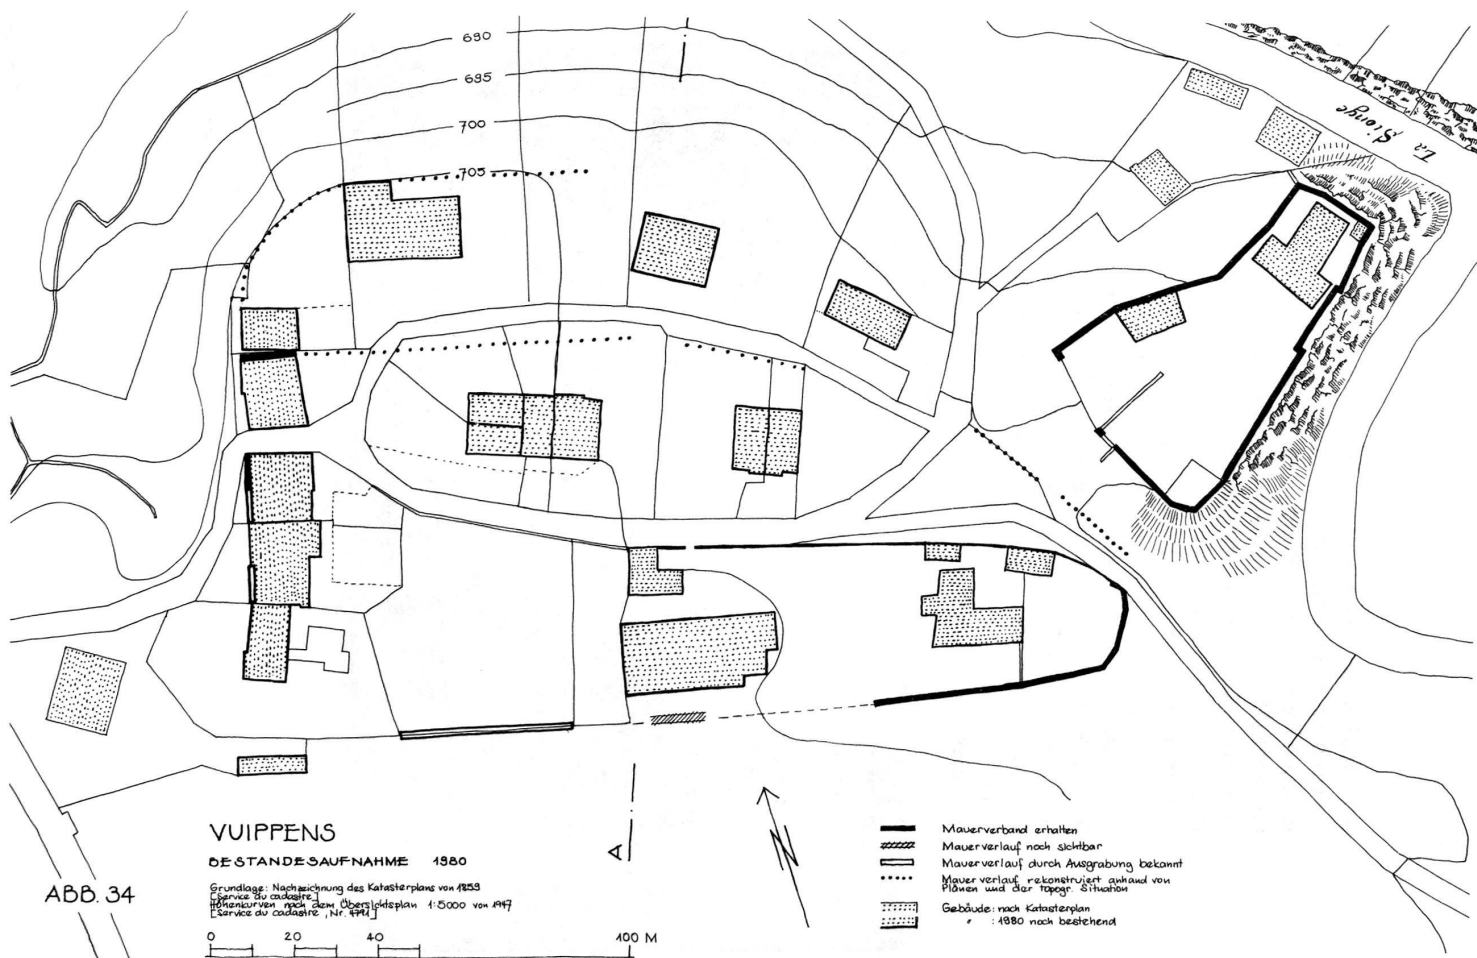 690
695
700
705
La Sionge
A
VUIPPENS
BESTANDESAUFNAHME 1980
Grundlage: Nachzeichnung des Katasterplans von 1859
[Service du cadastre]
Höhenkurven nach dem Übersichtsplan 1:5000 von 1947
[Service du cadastre, Nr.
ABB. 34
0 20 40 100 M
Mauerverband erhalten
Mauerverlauf noch sichtbar
Mauerverlauf durch Ausgrabung bekannt
Mauerverlauf rekonstruiert anhand von
Plänen und der topogr. Situation
Gebäude: nach Katasterplan
" : 1980 noch bestehend